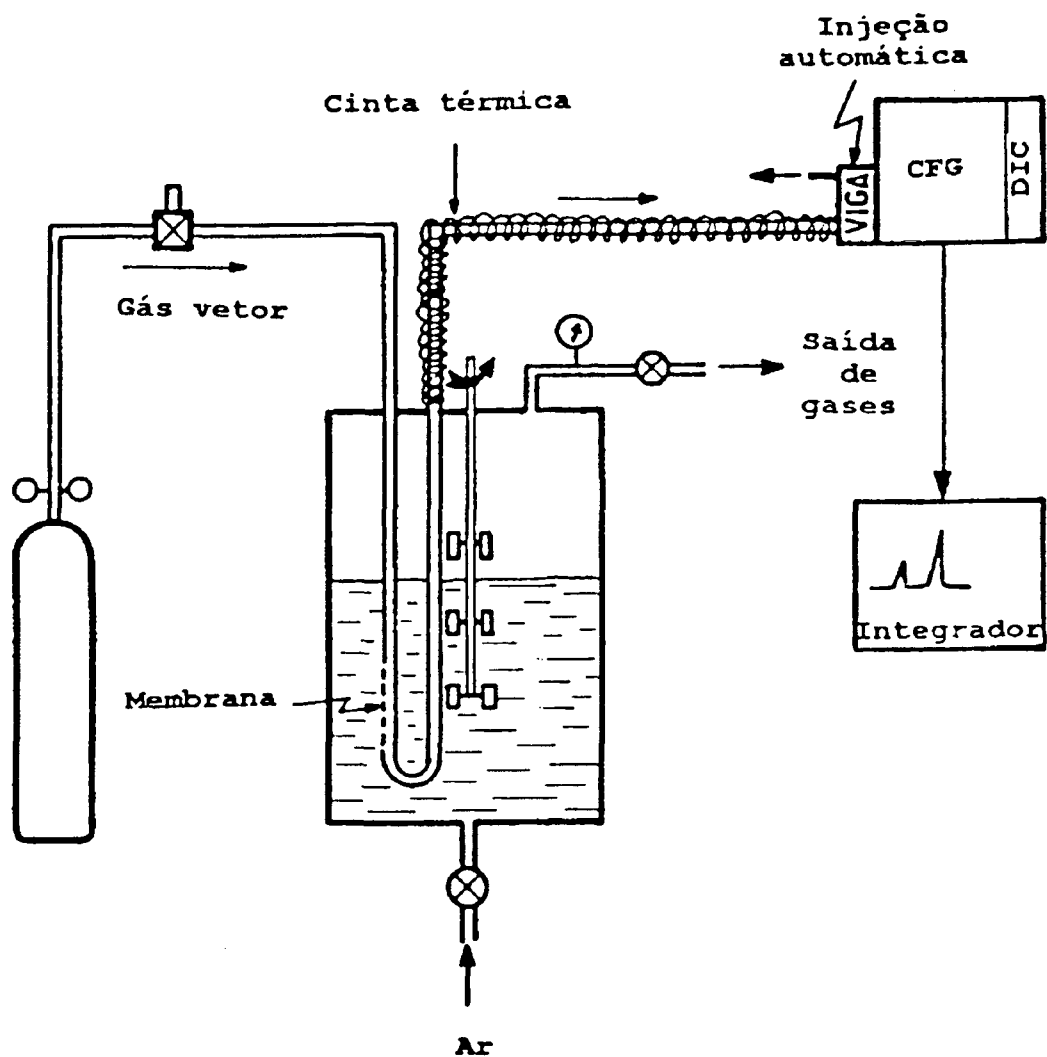 Injeção
automática
Cinta térmica
CFG
DIC
VIGA
Gás vetor
Saída
de
gases
Integrador
Membrana
Ar